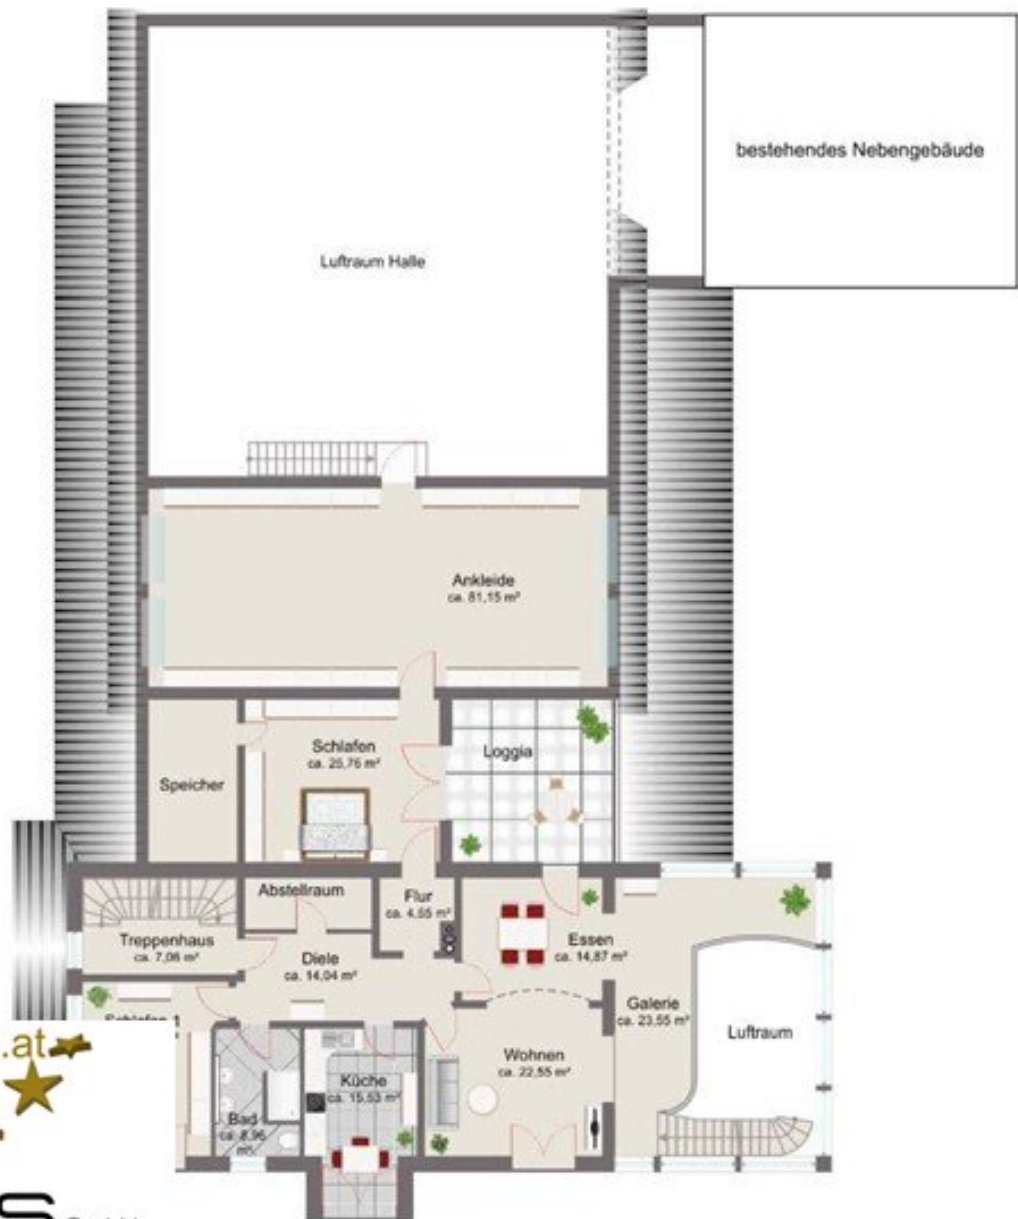 bestehendes Nebengebäude
Luftraum Halle
Ankleide
ca. 81,15 m²
Schlafen
ca. 25,76 m²
Loggia
Speicher
Abstellraum
Flur
ca. 4,55 m²
Treppenhaus
ca. 7,06 m²
Diele
ca. 14,04 m²
Essen
ca. 14,87 m²
Galerie
ca. 23,55 m²
Luftraum
Schlafen 1
.at
Wohnen
ca. 22,55 m²
Küche
ca. 15,53 m²
Bad
ca. 8,96
m²
S